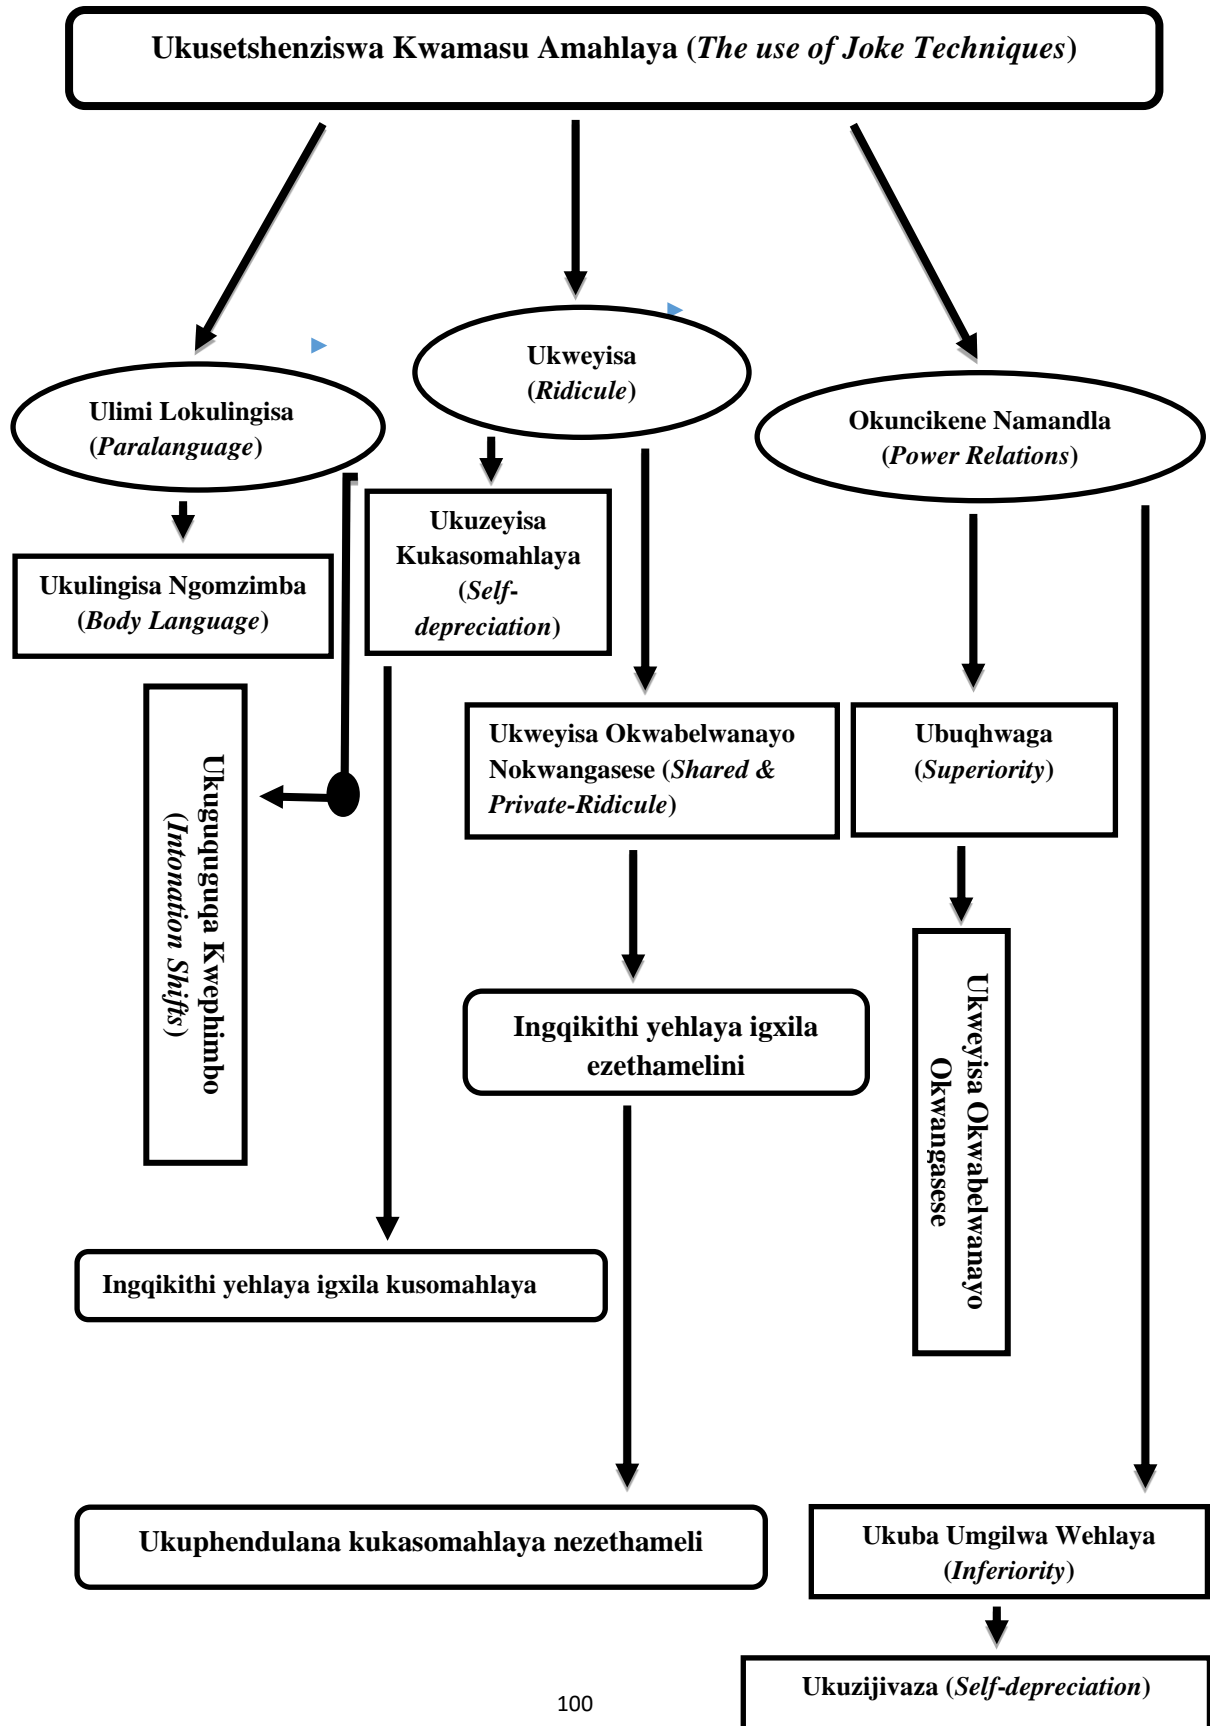 Ukusetshenziswa Kwamasu Amahlaya (The use of Joke Techniques)
Ukweyisa
(Ridicule)
Ulimi Lokulingisa
(Paralanguage)
Okuncikene Namandla
(Power Relations)
Ukuzeyisa
Kukasomahlaya
(Self-
depreciation)
Ukulingisa Ngomzimba
(Body Language)
Ukuguquguqa Kwephimbo
(Intonation Shifts)
Ukweyisa Okwabelwanayo
Nokwangasese (Shared &
Private-Ridicule)
Ubuqhwaga
(Superiority)
Ingqikithi yehlaya igxila
ezethamelini
Ukweyisa Okwabelwanayo
Okwangasese
Ingqikithi yehlaya igxila kusomahlaya
Ukuphendulana kukasomahlaya nezethameli
Ukuba Umgilwa Wehlaya
(Inferiority)
Ukuzijivaza (Self-depreciation)
100